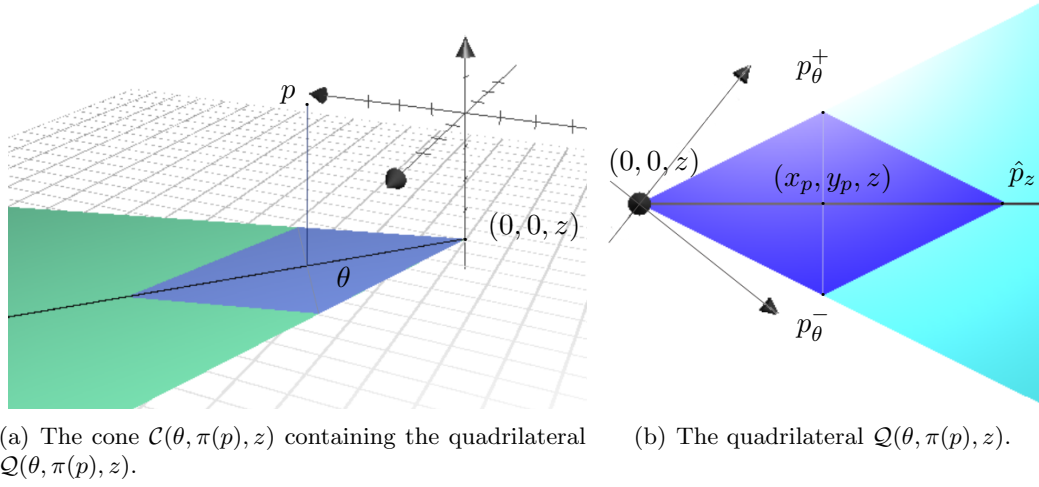 p
(0, 0, z)
θ
p_θ^+
(0, 0, z)
(x_p, y_p, z)
p̂_z
p_θ^-
(a) The cone 𝒞(θ, π(p), z) containing the quadrilateral
𝒬(θ, π(p), z).
(b) The quadrilateral 𝒬(θ, π(p), z).